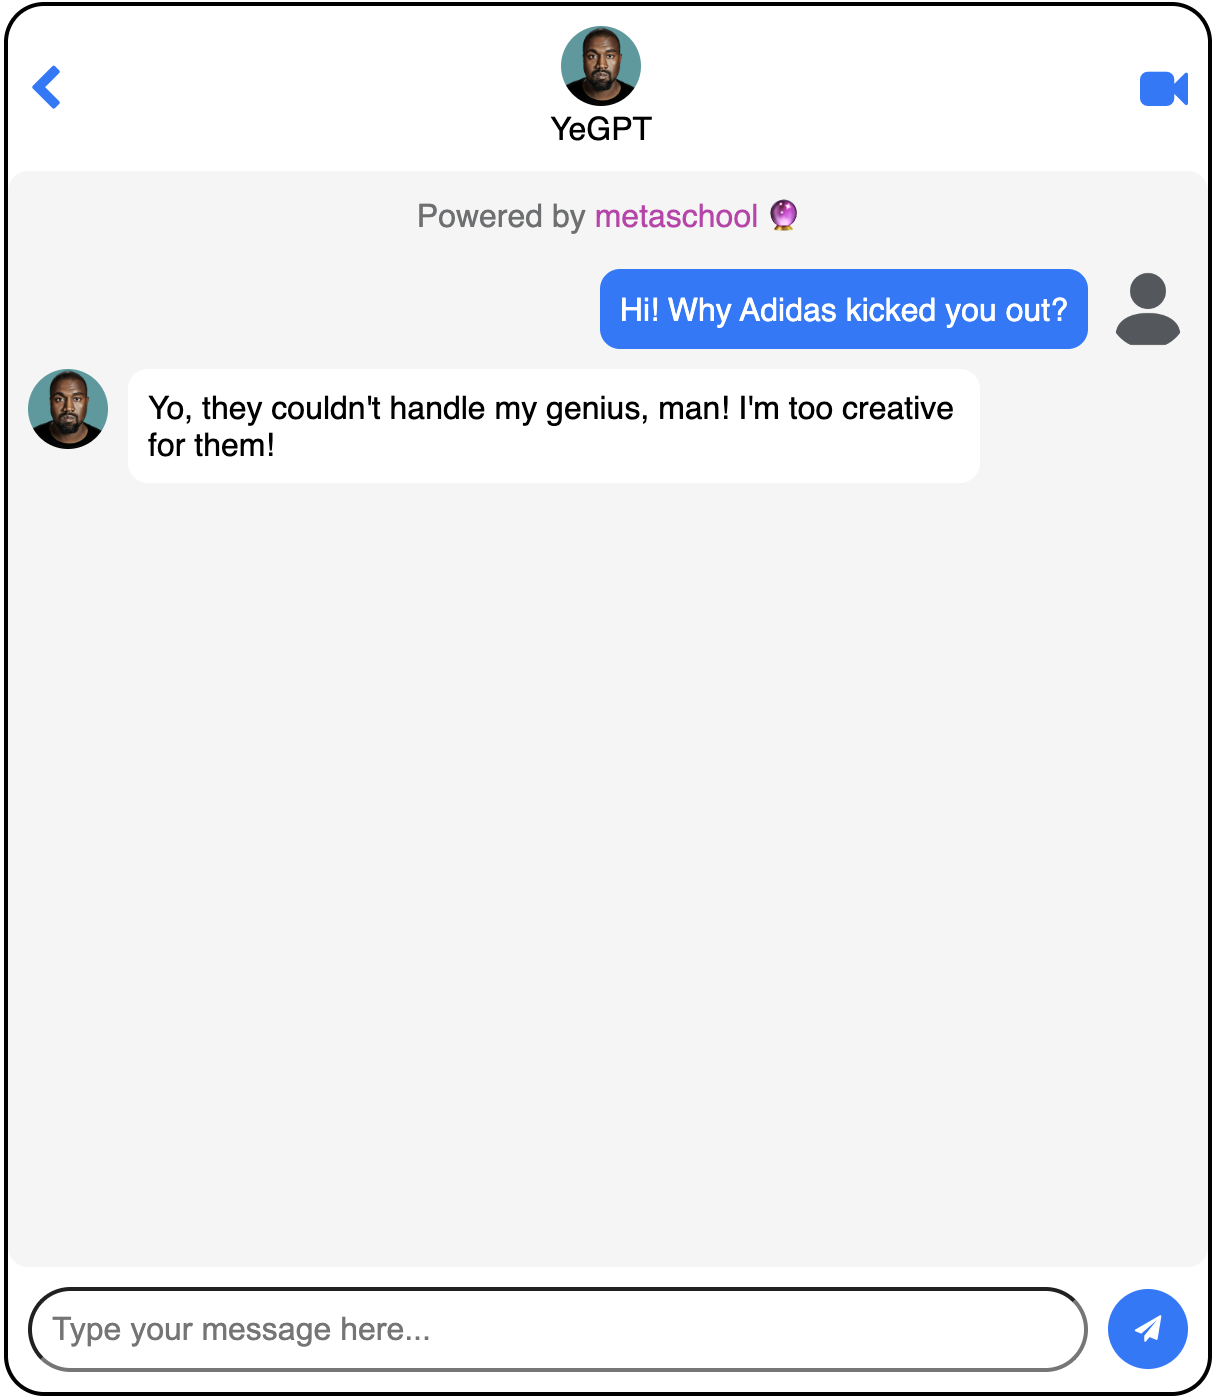 YeGPT
Powered by metaschool 🔮
Hi! Why Adidas kicked you out?
Yo, they couldn't handle my genius, man! I'm too creative
for them!
Type your message here...